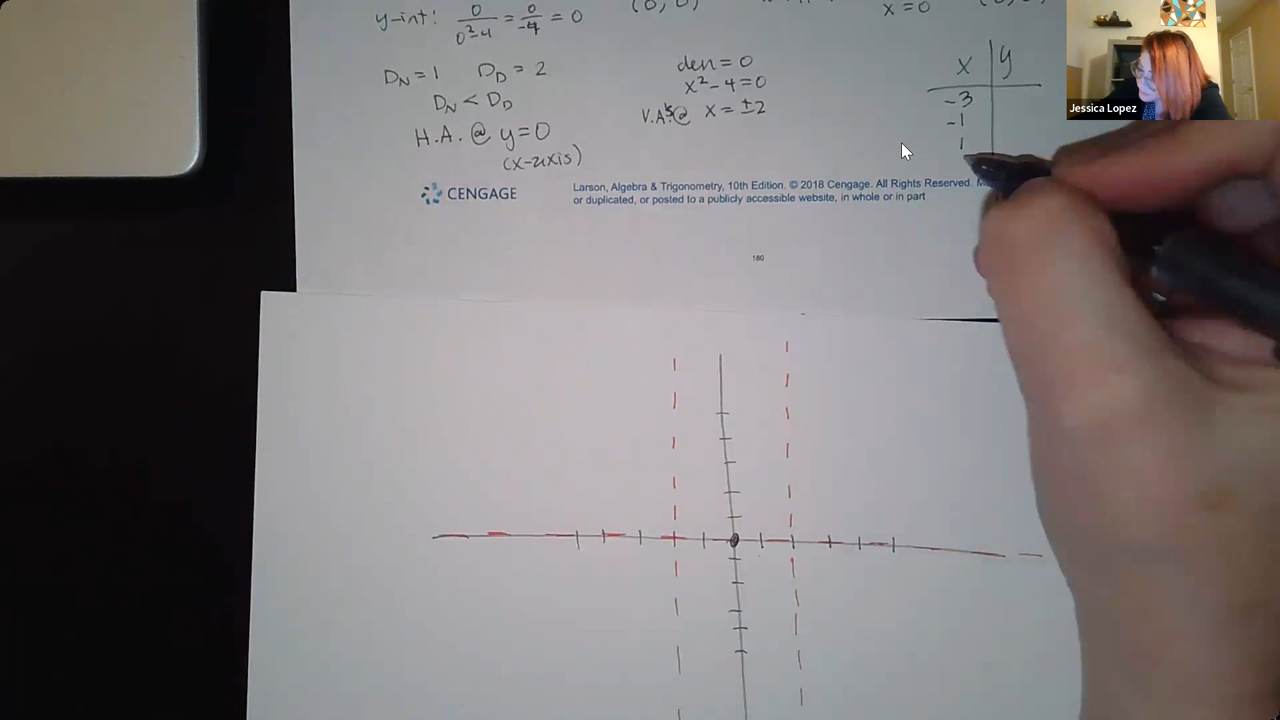 y-int: 0/(0²-4) = 0/-4 = 0
(0, 0)
x=0
D_N = 1 D_D = 2
D_N < D_D
H.A. @ y=0
(x-axis)
den = 0
x² - 4 = 0
V.A.'s @ x = ±2
x y
-3
-1
1
Jessica Lopez
CENGAGE
Larson, Algebra & Trigonometry, 10th Edition. © 2018 Cengage. All Rights Reserved.
or duplicated, or posted to a publicly accessible website, in whole or in part
180